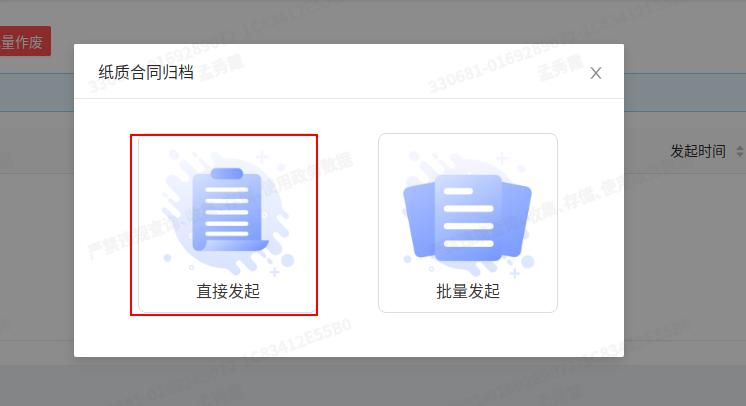 量作废
纸质合同归档
X
发起时间
直接发起
批量发起